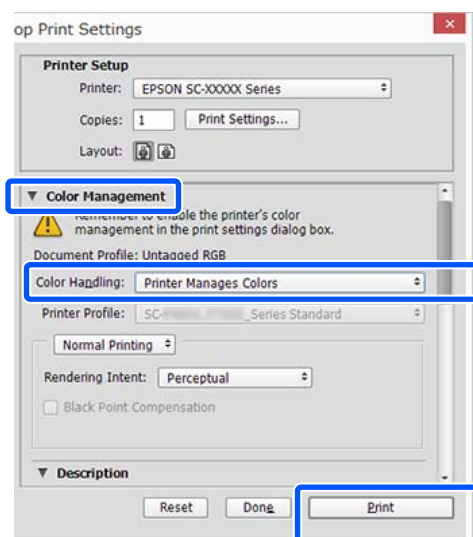 op Print Settings
Printer Setup
Printer: EPSON SC-XXXXX Series
Copies: 1 Print Settings...
Layout:
Color Management
Remember to enable the printer's color
management in the print settings dialog box.
Document Profile: Untagged RGB
Color Handling: Printer Manages Colors
Printer Profile: SC- _Series Standard
Normal Printing
Rendering Intent: Perceptual
Black Point Compensation
Description
Reset Done Print